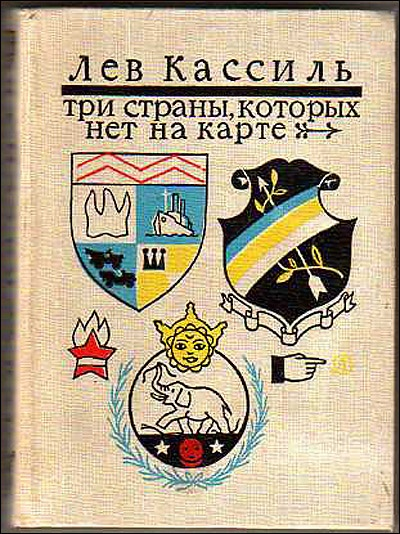 Лев Кассиль
три страны, которых
нет на карте